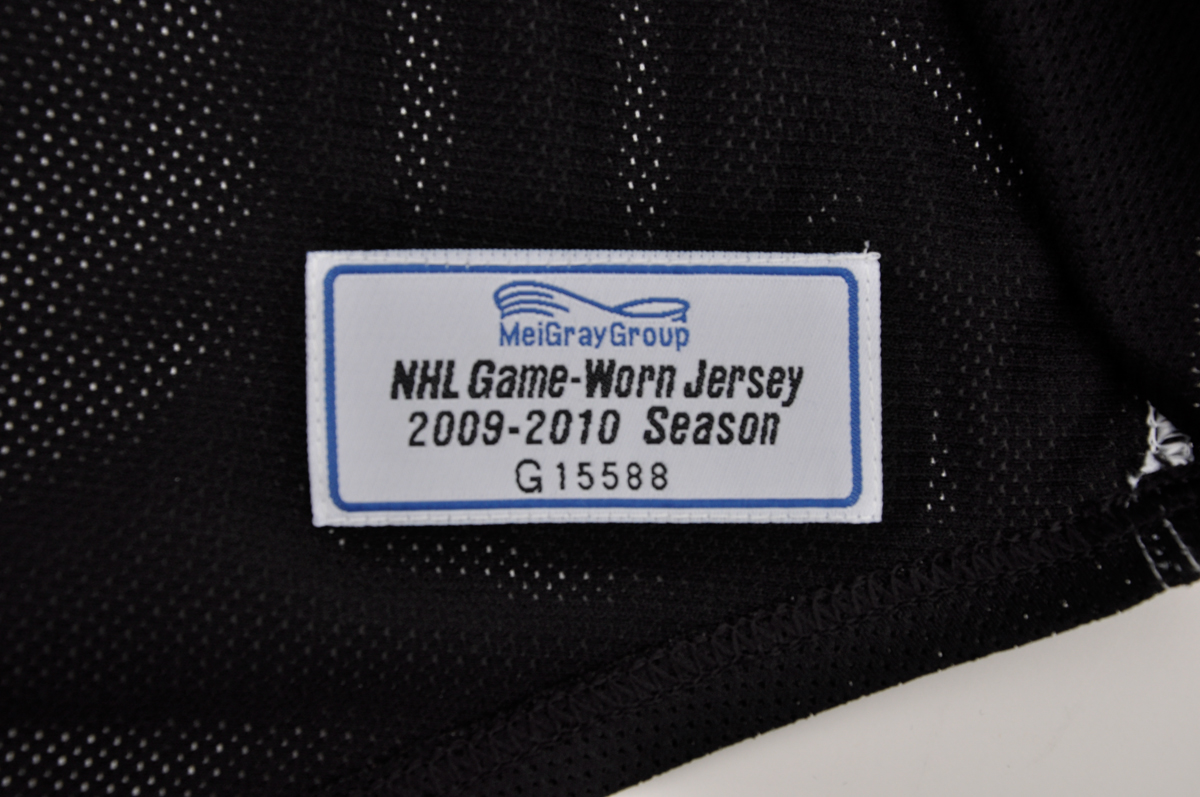 MeiGrayGroup
NHL Game-Worn Jersey
2009-2010 Season
G15588